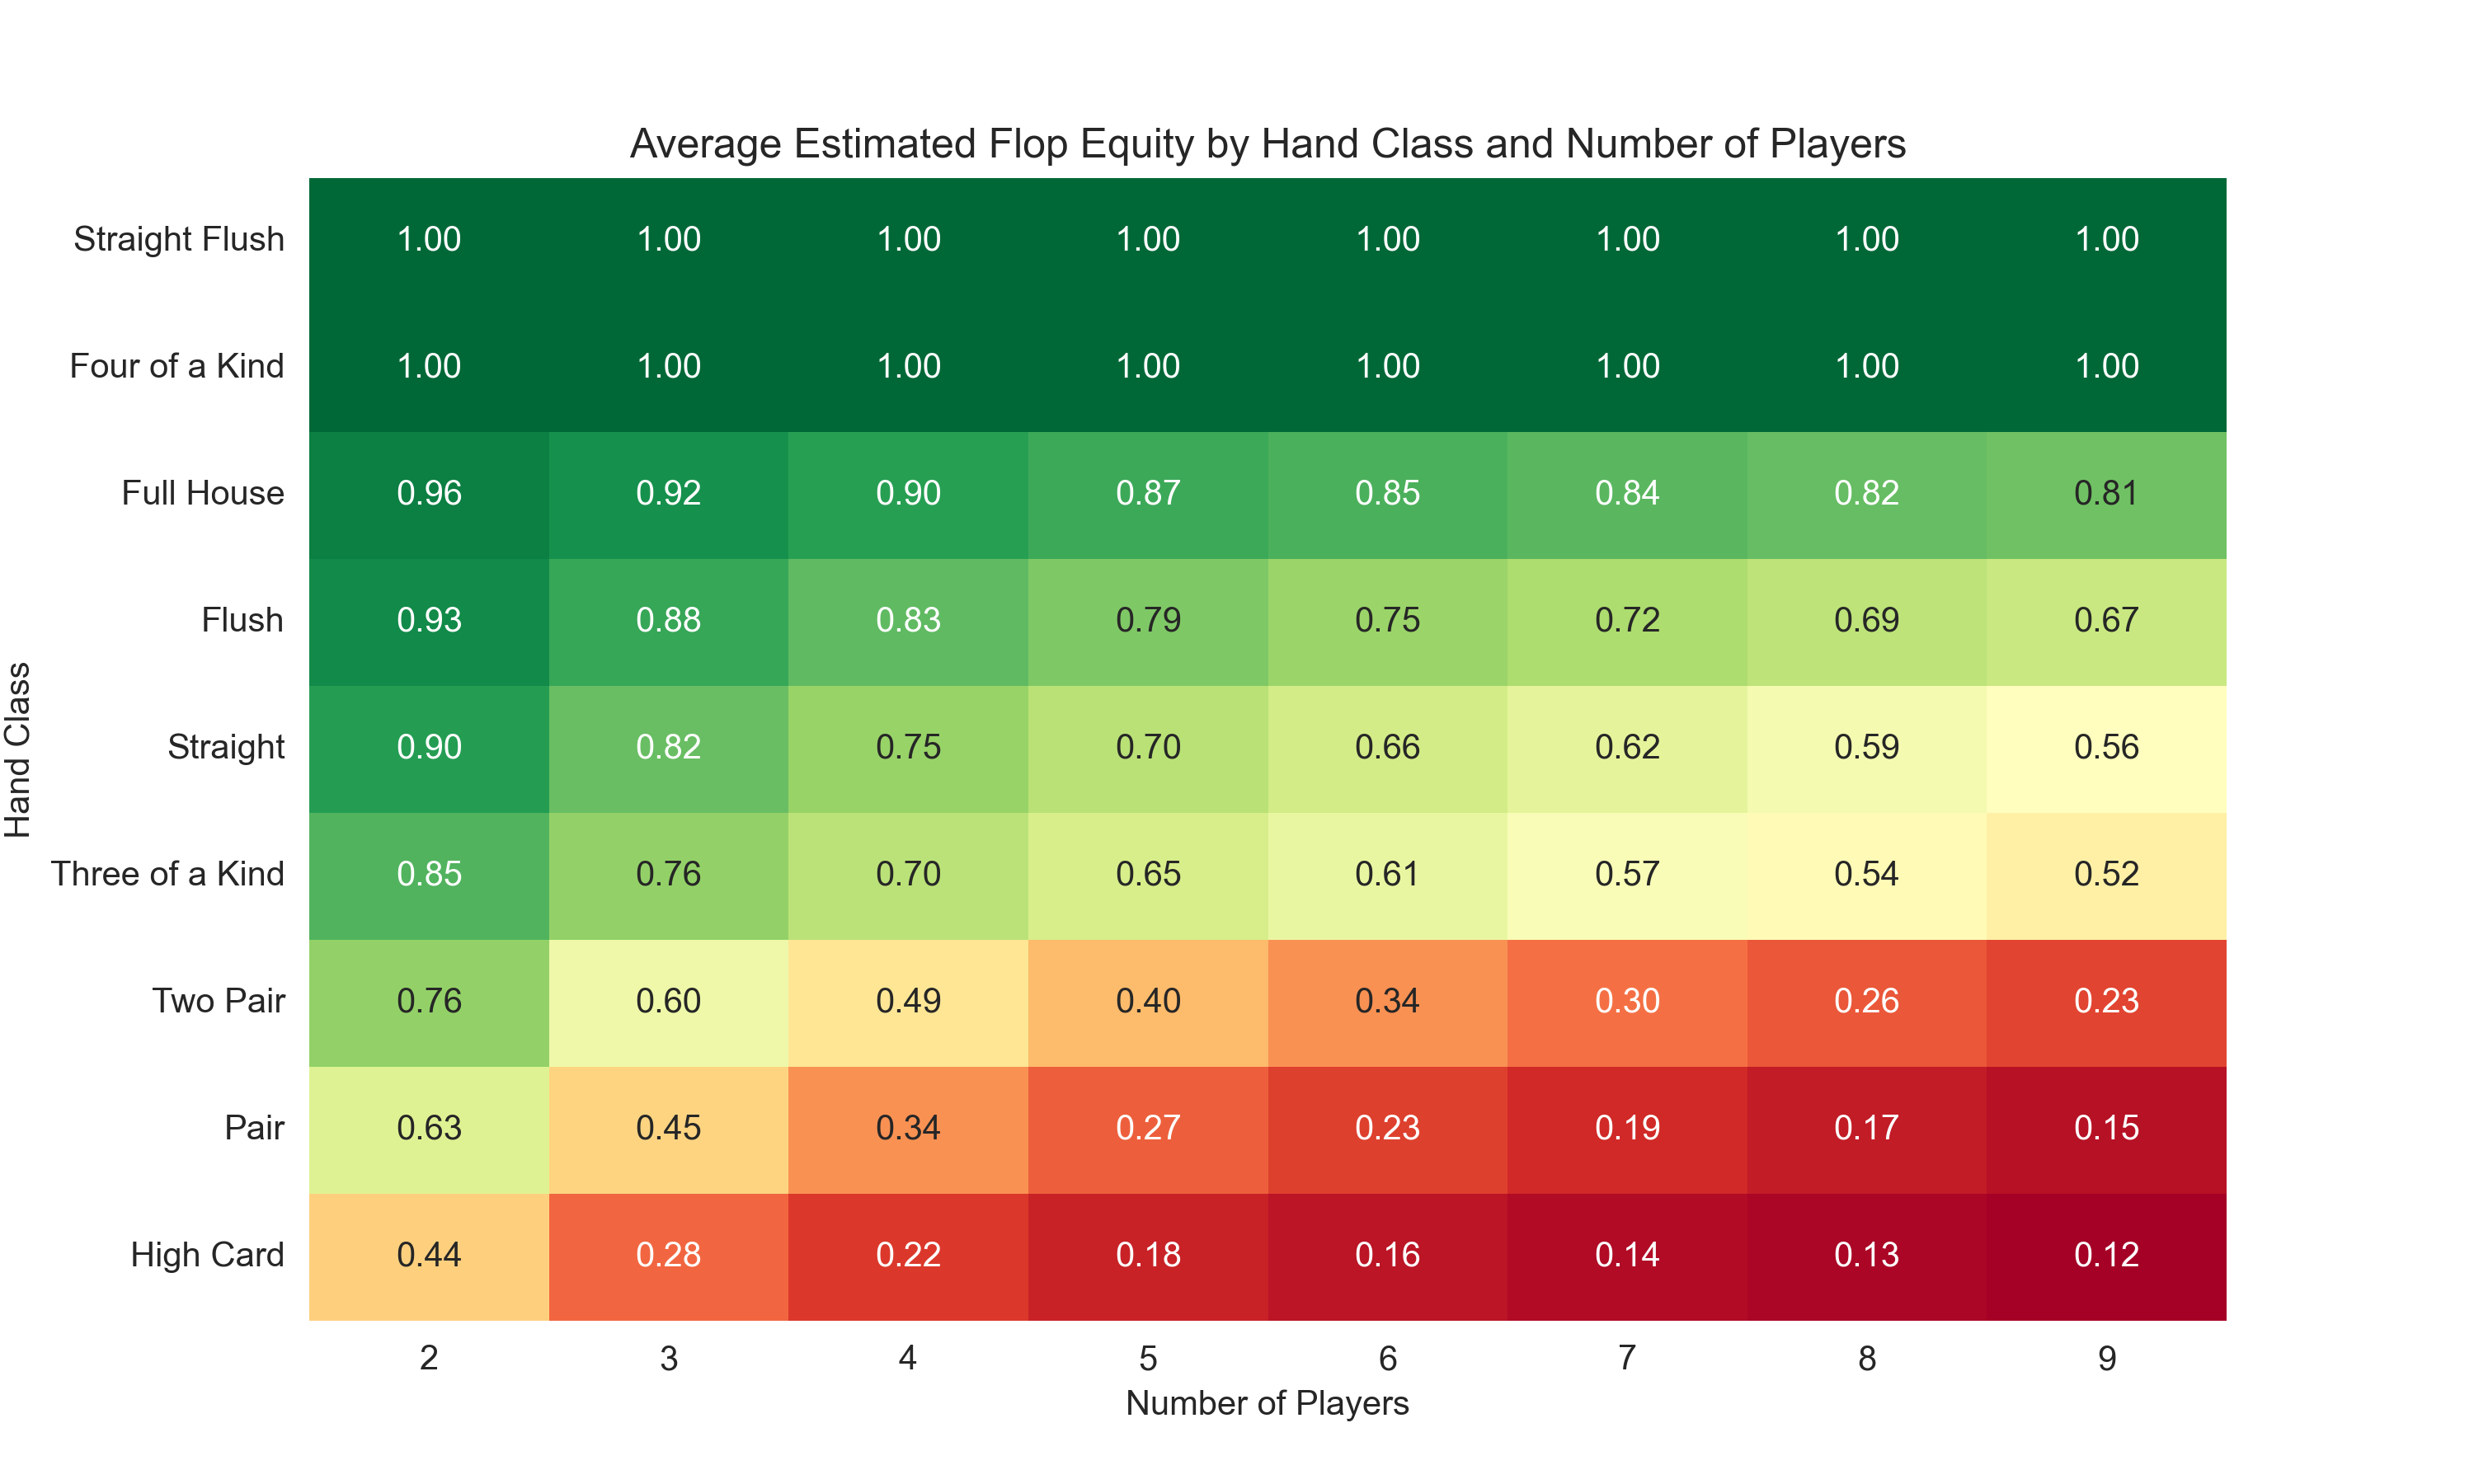 Average Estimated Flop Equity by Hand Class and Number of Players
Hand Class
Straight Flush 1.00 1.00 1.00 1.00 1.00 1.00 1.00 1.00
Four of a Kind 1.00 1.00 1.00 1.00 1.00 1.00 1.00 1.00
Full House 0.96 0.92 0.90 0.87 0.85 0.84 0.82 0.81
Flush 0.93 0.88 0.83 0.79 0.75 0.72 0.69 0.67
Straight 0.90 0.82 0.75 0.70 0.66 0.62 0.59 0.56
Three of a Kind 0.85 0.76 0.70 0.65 0.61 0.57 0.54 0.52
Two Pair 0.76 0.60 0.49 0.40 0.34 0.30 0.26 0.23
Pair 0.63 0.45 0.34 0.27 0.23 0.19 0.17 0.15
High Card 0.44 0.28 0.22 0.18 0.16 0.14 0.13 0.12
2 3 4 5 6 7 8 9
Number of Players